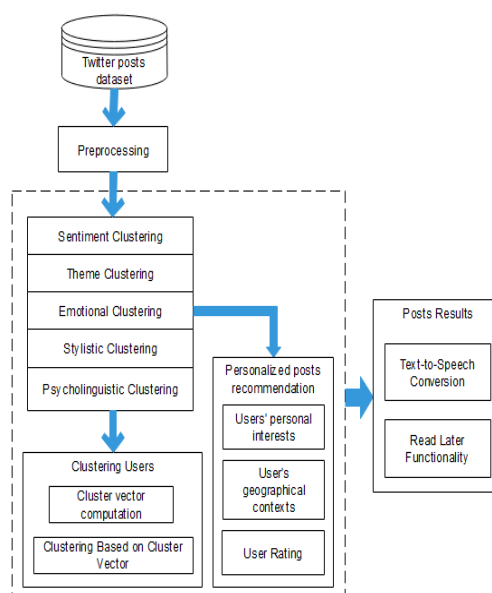 Twitter posts
dataset
Preprocessing
Sentiment Clustering
Theme Clustering
Emotional Clustering
Stylistic Clustering
Psycholinguistic Clustering
Clustering Users
Cluster vector
computation
Clustering Based on Cluster
Vector
Personalized posts
recommendation
Users' personal
interests
User's
geographical
contexts
User Rating
Posts Results
Text-to-Speech
Conversion
Read Later
Functionality